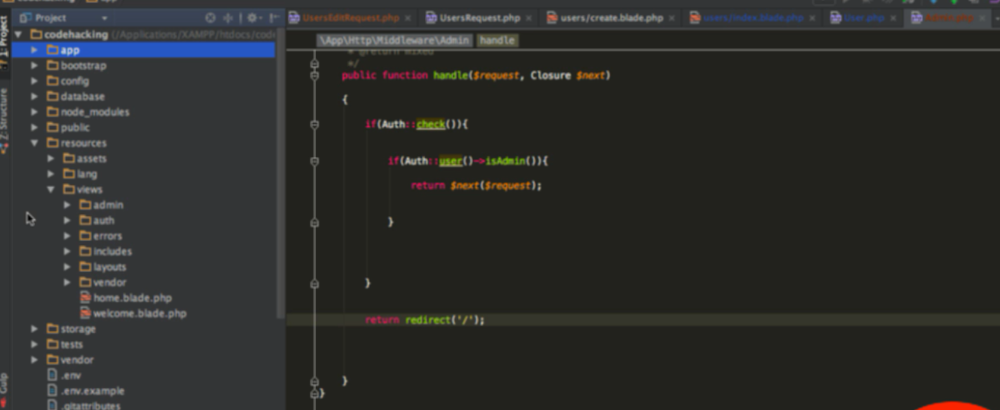 Project
UsersEditRequest.php
UsersRequest.php
users/create.blade.php
users/index.blade.php
User.php
Admin.php
1: Project
codehacking (/Applications/XAMPP/htdocs/code
\App\Http\Middleware\Admin handle
app
bootstrap
config
database
node_modules
public
resources
assets
lang
views
admin
auth
errors
includes
layouts
vendor
home.blade.php
welcome.blade.php
storage
tests
vendor
.env
.env.example
.gitattributes
Z: Structure
Gulp
* @return mixed
*/
public function handle($request, Closure $next)
{
if(Auth::check()){
if(Auth::user()->isAdmin()){
return $next($request);
}
}
return redirect('/');
}
}